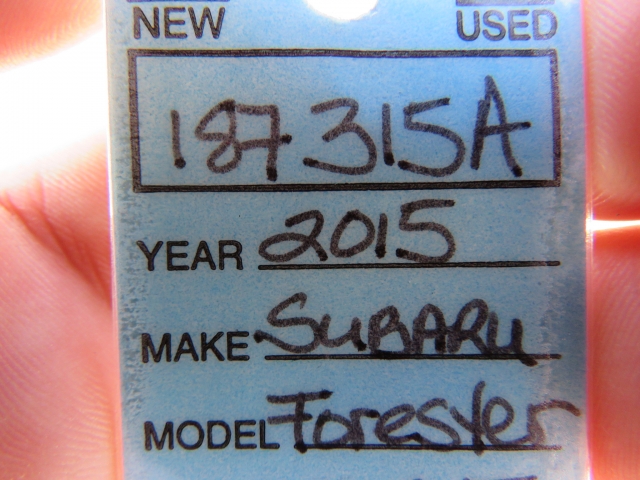 NEW USED
187315A
YEAR 2015
MAKE SUBARU
MODEL Forester